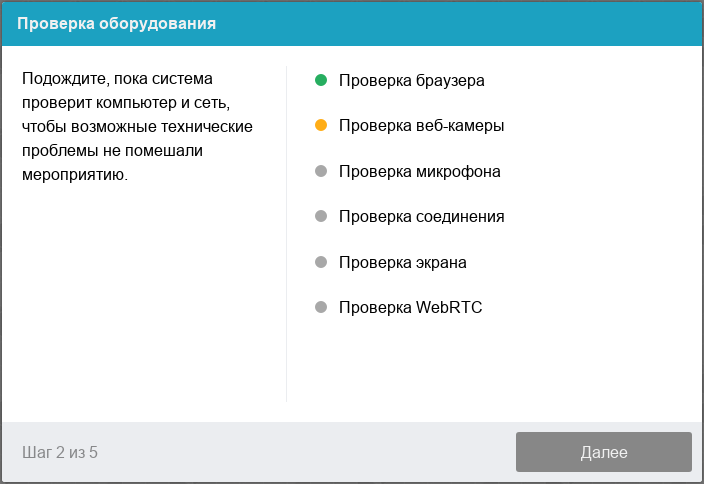 Проверка оборудования
Подождите, пока система
проверит компьютер и сеть,
чтобы возможные технические
проблемы не помешали
мероприятию.
Проверка браузера
Проверка веб-камеры
Проверка микрофона
Проверка соединения
Проверка экрана
Проверка WebRTC
Шаг 2 из 5
Далее